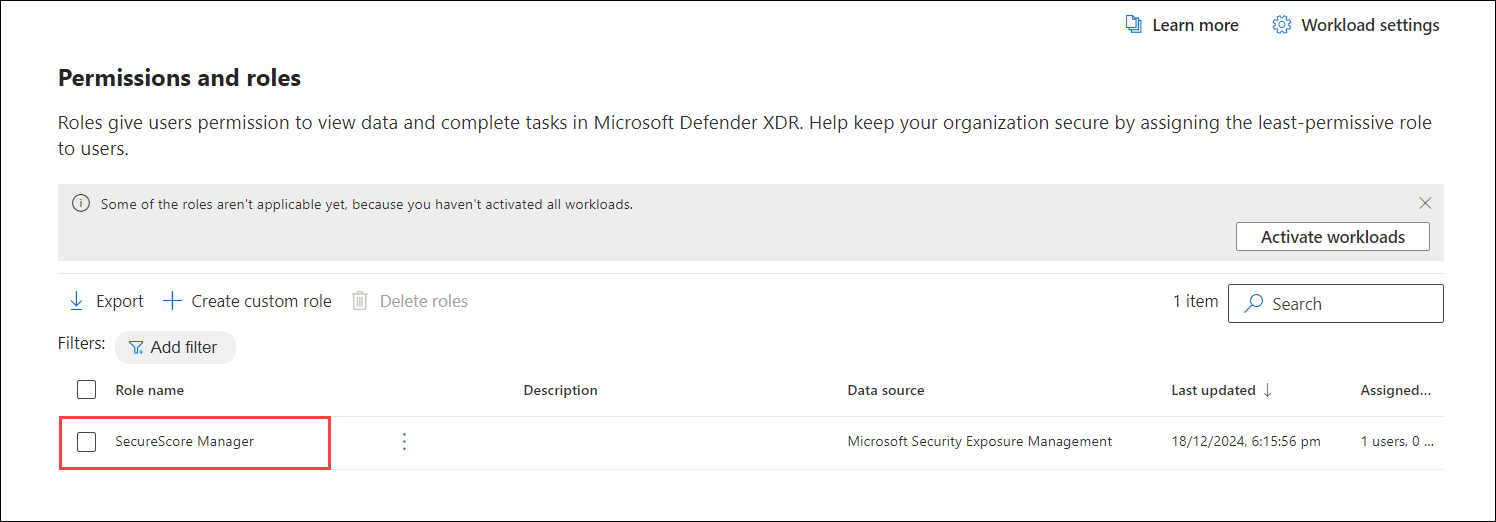 Learn more Workload settings
Permissions and roles
Roles give users permission to view data and complete tasks in Microsoft Defender XDR. Help keep your organization secure by assigning the least-permissive role
to users.
Some of the roles aren't applicable yet, because you haven't activated all workloads.
Activate workloads
Export Create custom role Delete roles 1 item Search
Filters: Add filter
Role name Description Data source Last updated Assigned...
SecureScore Manager Microsoft Security Exposure Management 18/12/2024, 6:15:56 pm 1 users, 0 ...